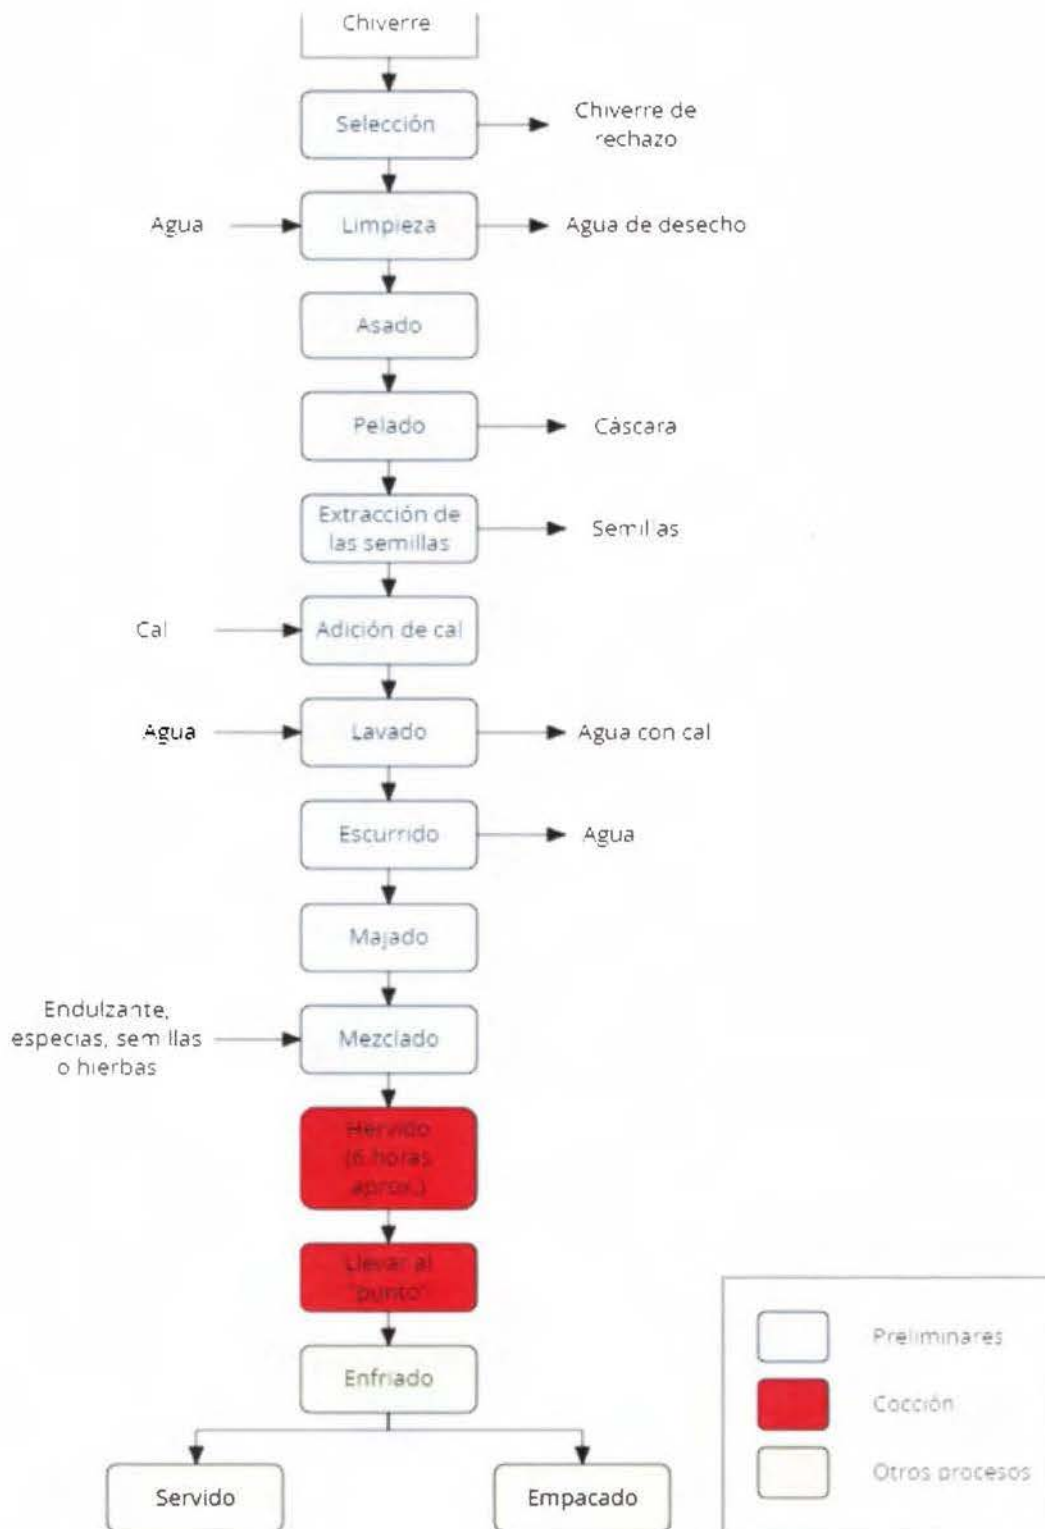 Chiverre
Selección
Chiverre de
rechazo
Agua
Limpieza
Agua de desecho
Asado
Pelado
Cáscara
Extracción de
las semillas
Semillas
Cal
Adición de cal
Agua
Lavado
Agua con cal
Escurrido
Agua
Majado
Endulzante,
especias, semillas
o hierbas
Mezclado
Hervido
(6 horas
aprox.)
Llevar al
"punto"
Enfriado
Servido
Empacado
Preliminares
Cocción
Otros procesos